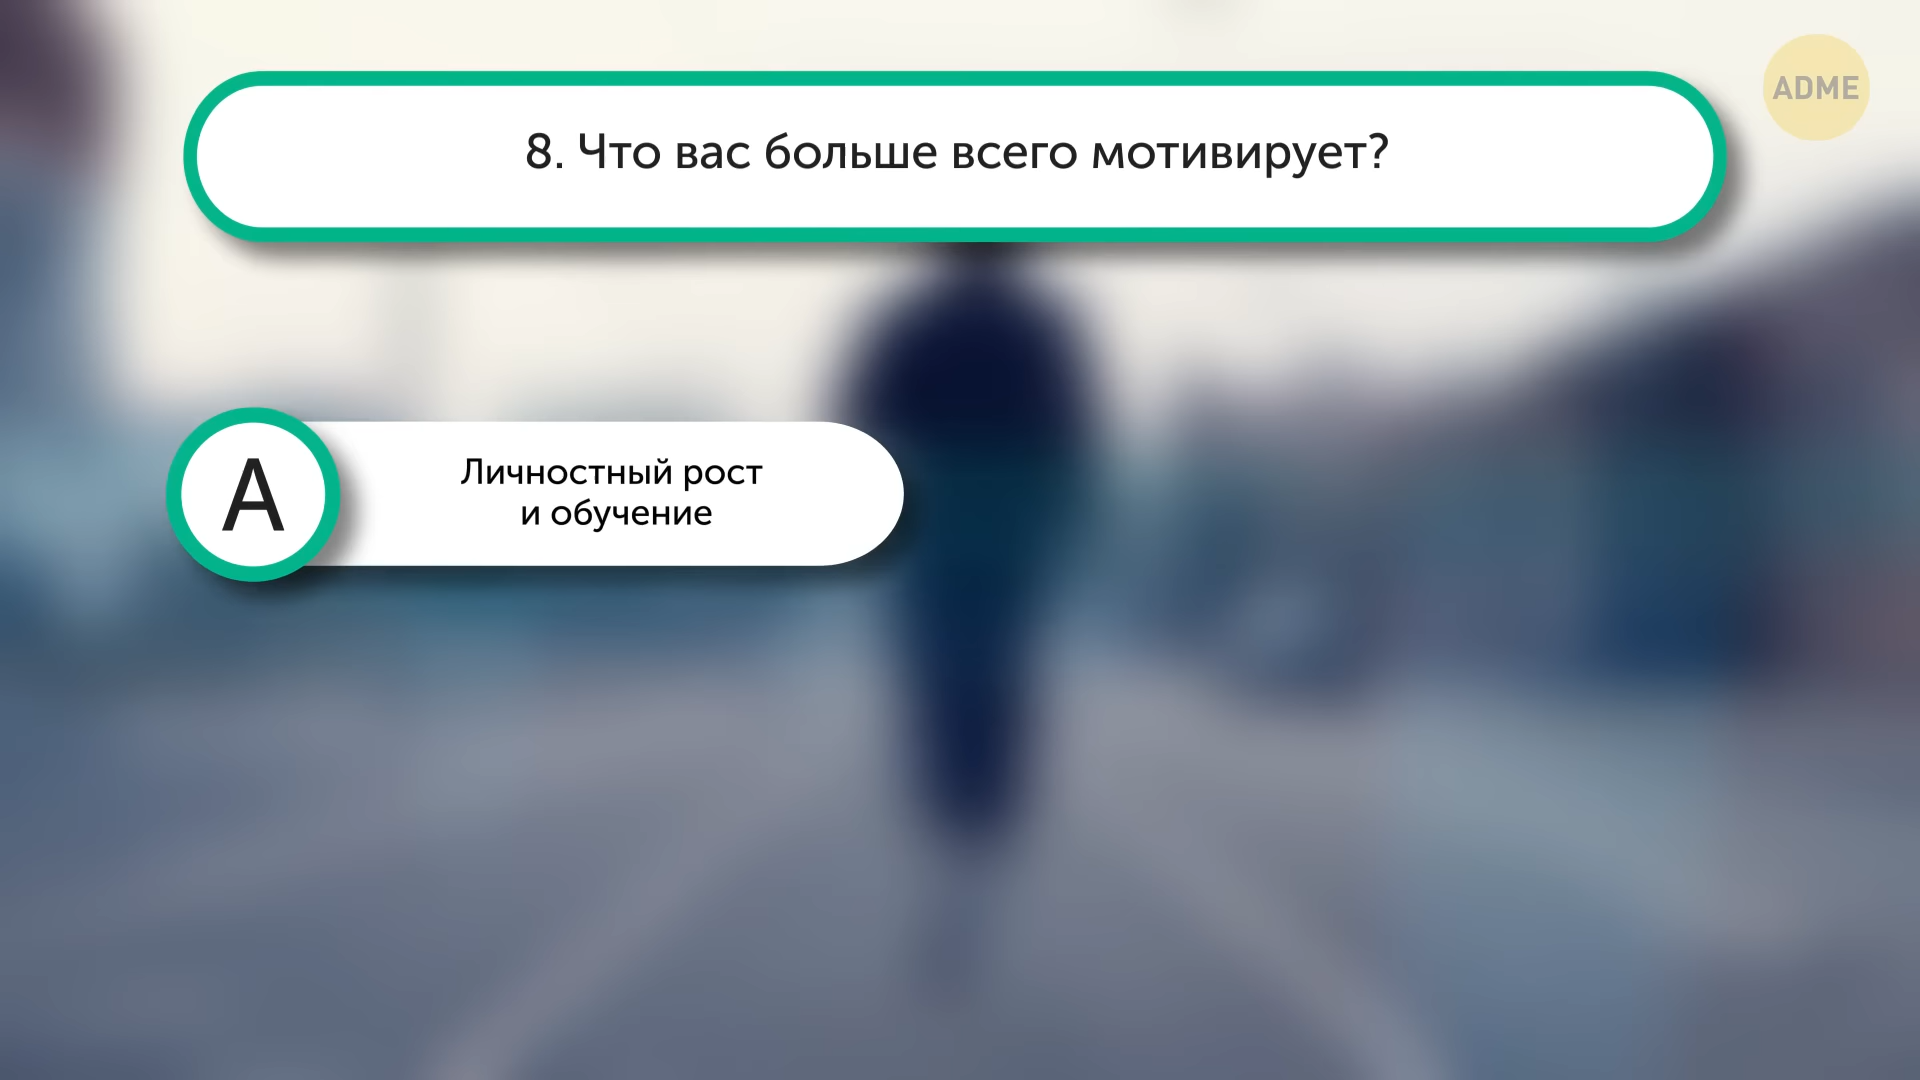 ADME
8. Что вас больше всего мотивирует?
A
Личностный рост
и обучение